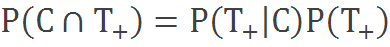 P(C ∩ T₊) = P(T₊|C)P(T₊)